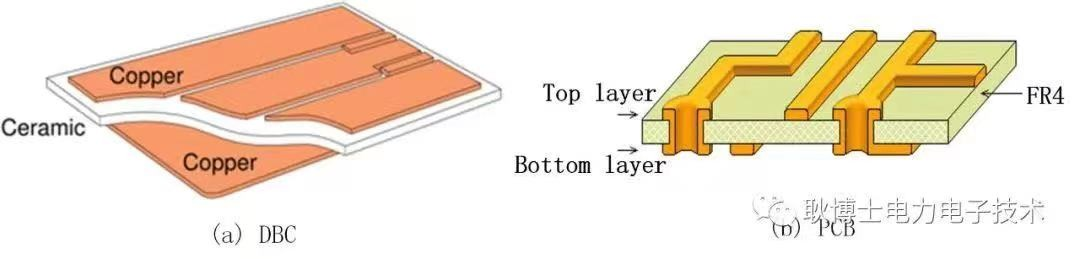 Copper
Ceramic
Copper
(a) DBC
Top layer
FR4
Bottom layer
耿博士电力电子技术
(b) PCB